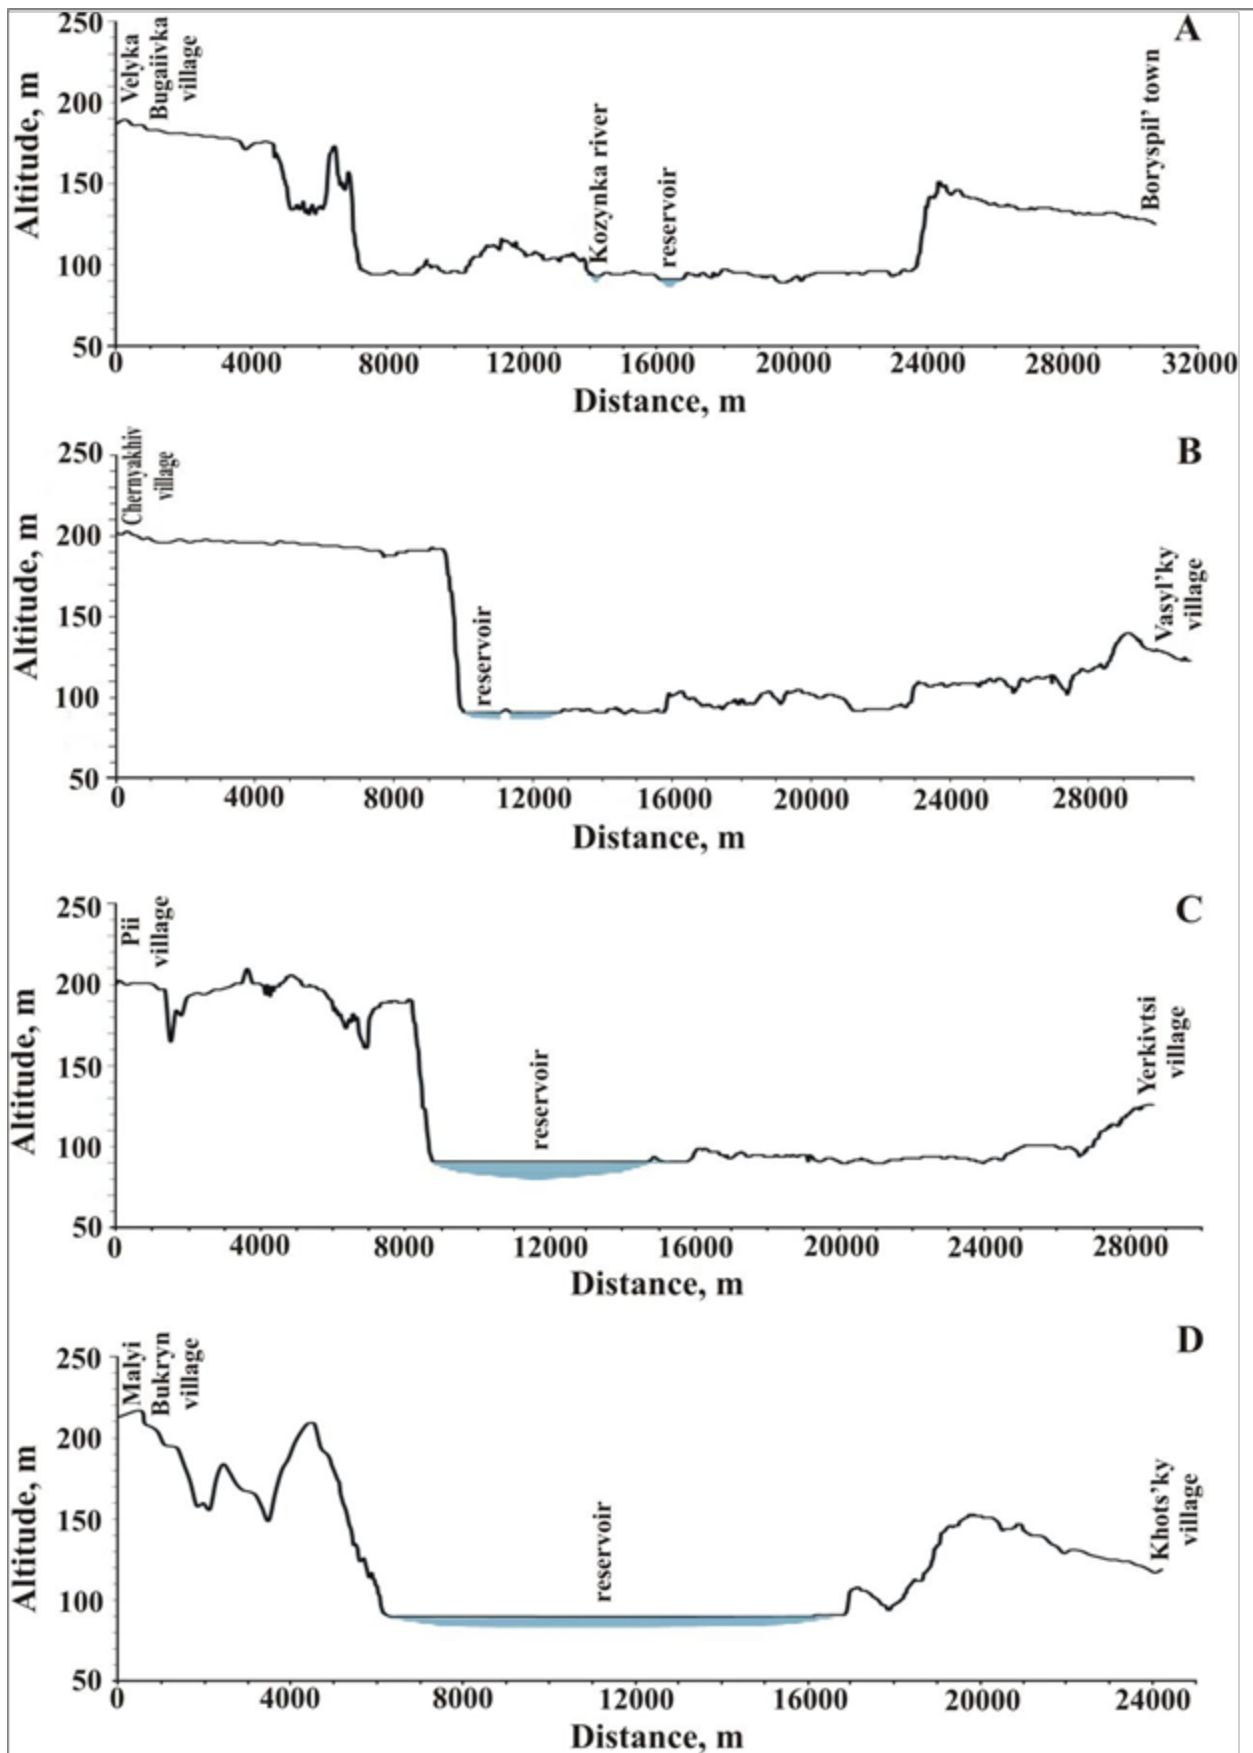 A
250
200
150
100
50
Altitude, m
Velyka
Bugaiivka
village
Kozynka river
reservoir
Boryspil' town
0 4000 8000 12000 16000 20000 24000 28000 32000
Distance, m
B
250
200
150
100
50
Altitude, m
Chernyakhiv
village
reservoir
Vasyl'ky
village
0 4000 8000 12000 16000 20000 24000 28000
Distance, m
C
250
200
150
100
50
Altitude, m
Pii
village
reservoir
Yerkivtsi
village
0 4000 8000 12000 16000 20000 24000 28000
Distance, m
D
250
200
150
100
50
Altitude, m
Malyi
Bukryn
village
reservoir
Khots'ky
village
0 4000 8000 12000 16000 20000 24000
Distance, m